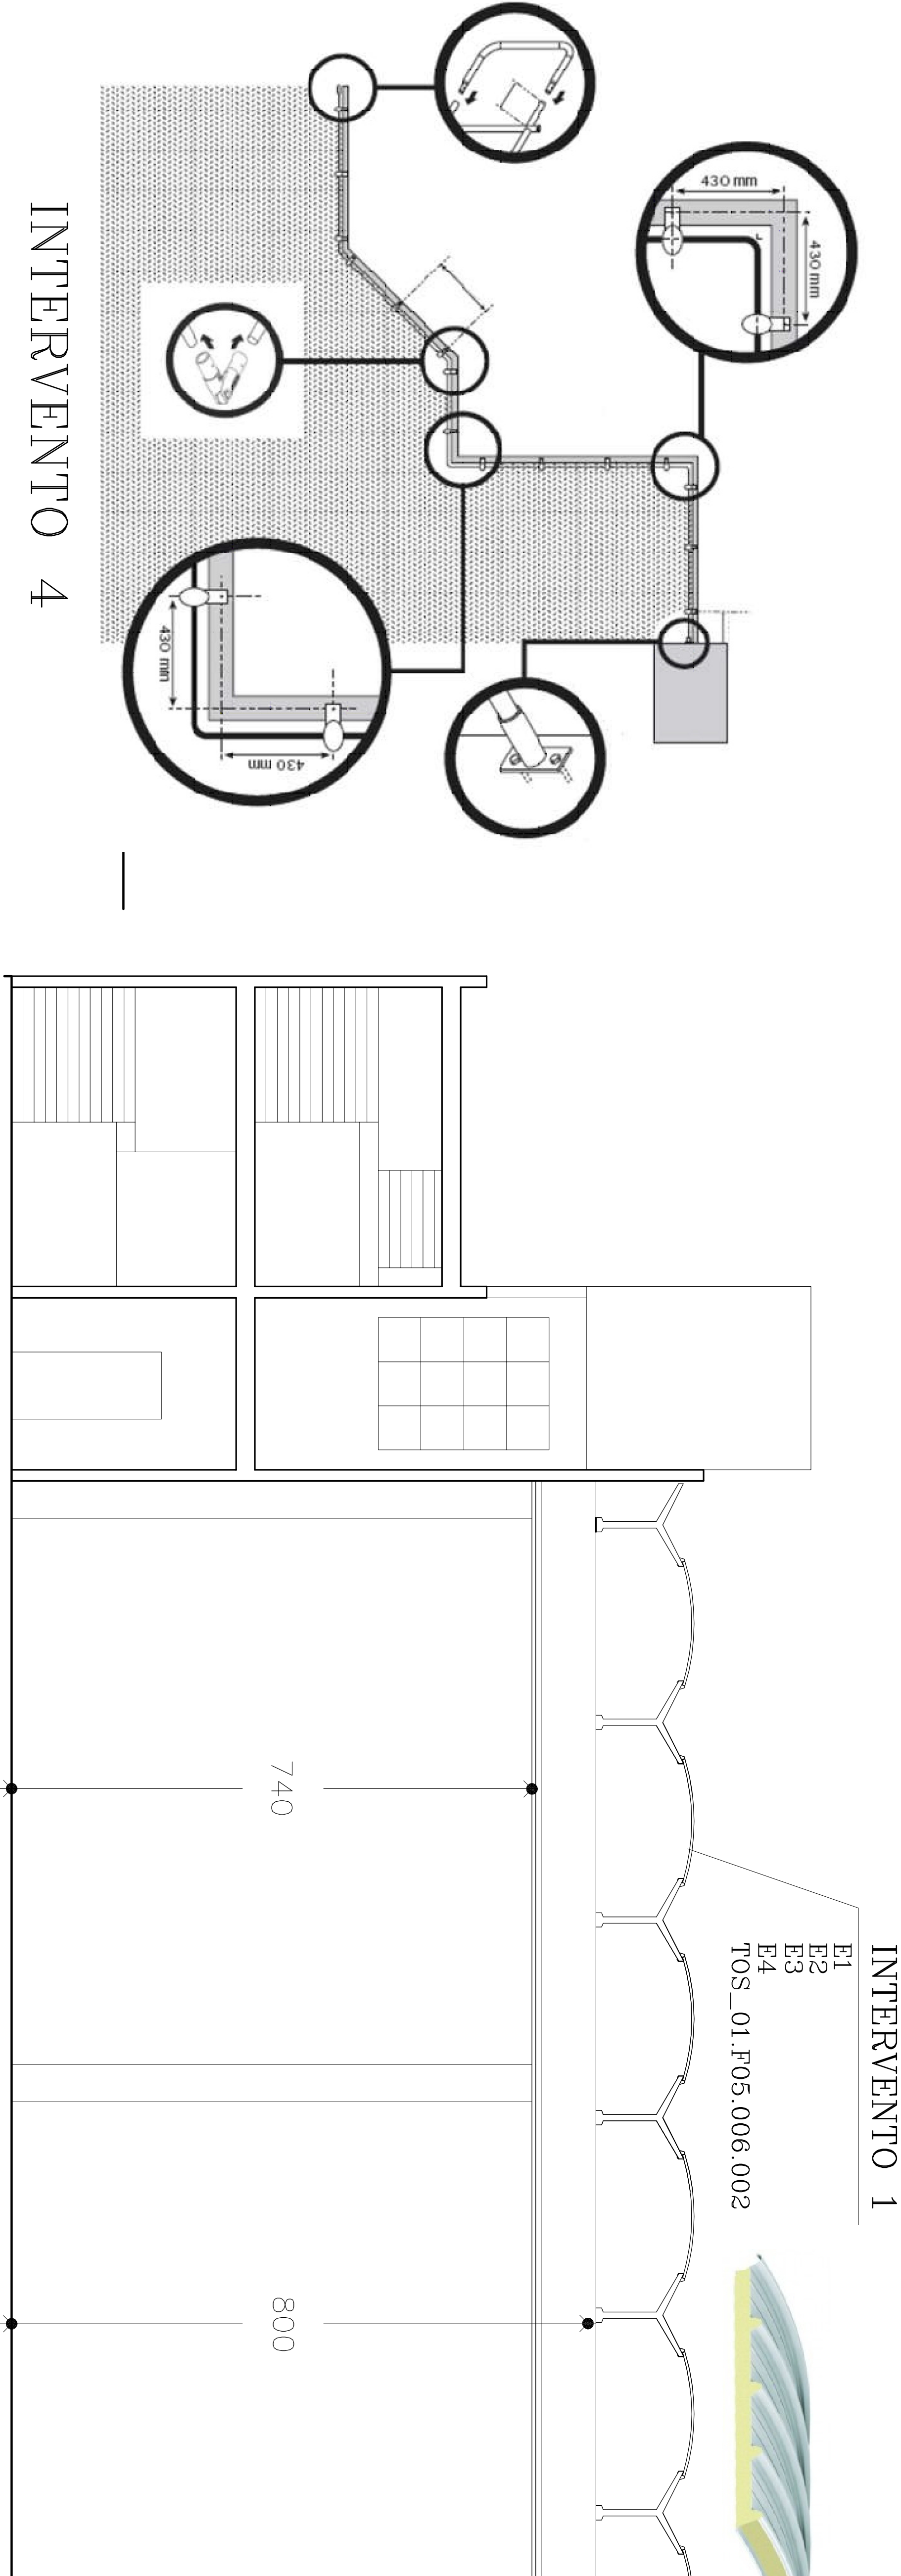 430 mm
430 mm
INTERVENTO 4
430 mm
430 mm
INTERVENTO 1
E1
E2
E3
E4
TOS_01.F05.006.002
740
800